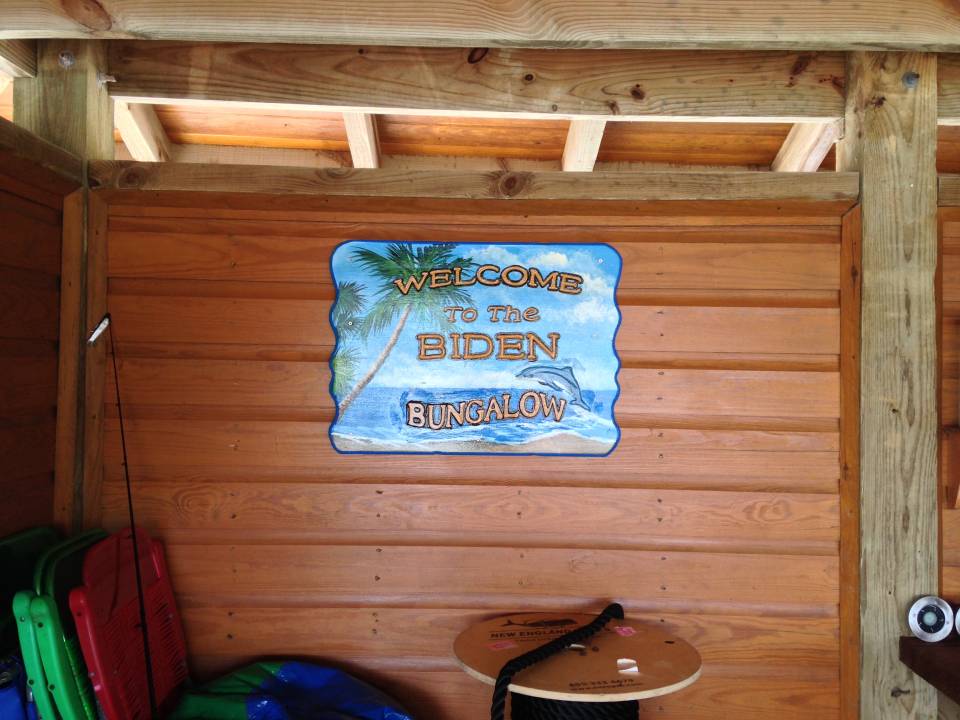 WELCOME
To The
BIDEN
BUNGALOW
NEW ENGLAND